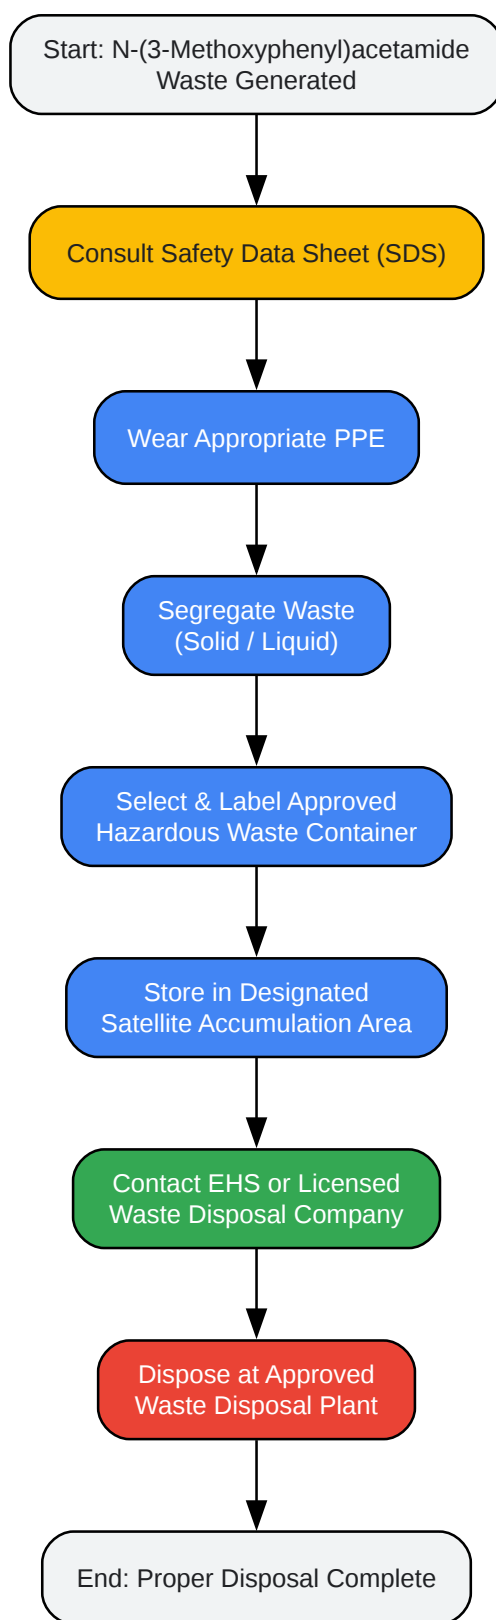 Start: N-(3-Methoxyphenyl)acetamide
Waste Generated
Consult Safety Data Sheet (SDS)
Wear Appropriate PPE
Segregate Waste
(Solid / Liquid)
Select & Label Approved
Hazardous Waste Container
Store in Designated
Satellite Accumulation Area
Contact EHS or Licensed
Waste Disposal Company
Dispose at Approved
Waste Disposal Plant
End: Proper Disposal Complete